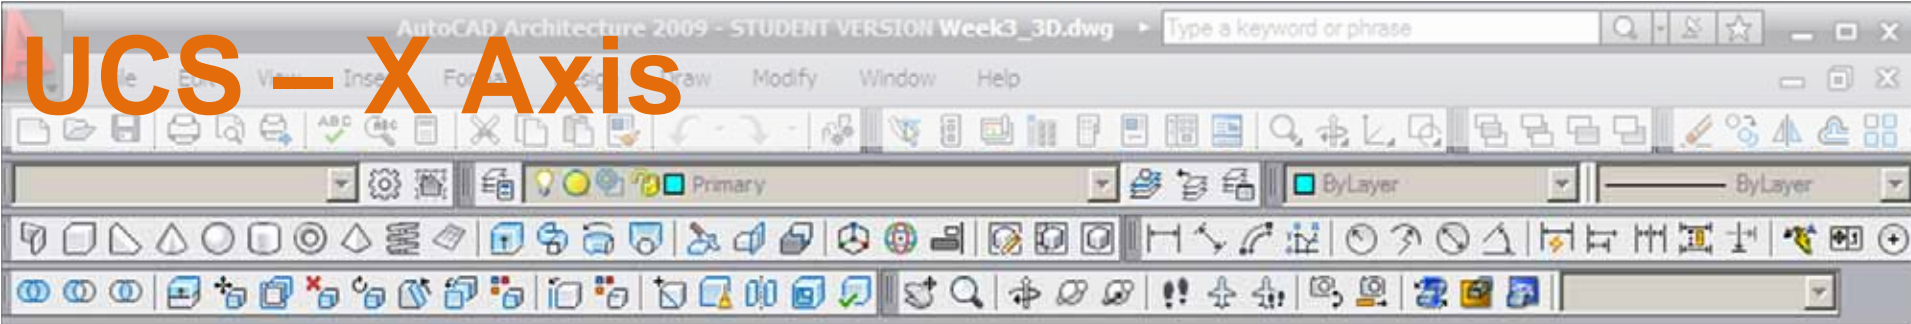 AutoCAD Architecture 2009 - STUDENT VERSION Week3_3D.dwg Type a keyword or phrase
UCS – X Axis
Modify Window Help
Primary ByLayer ByLayer